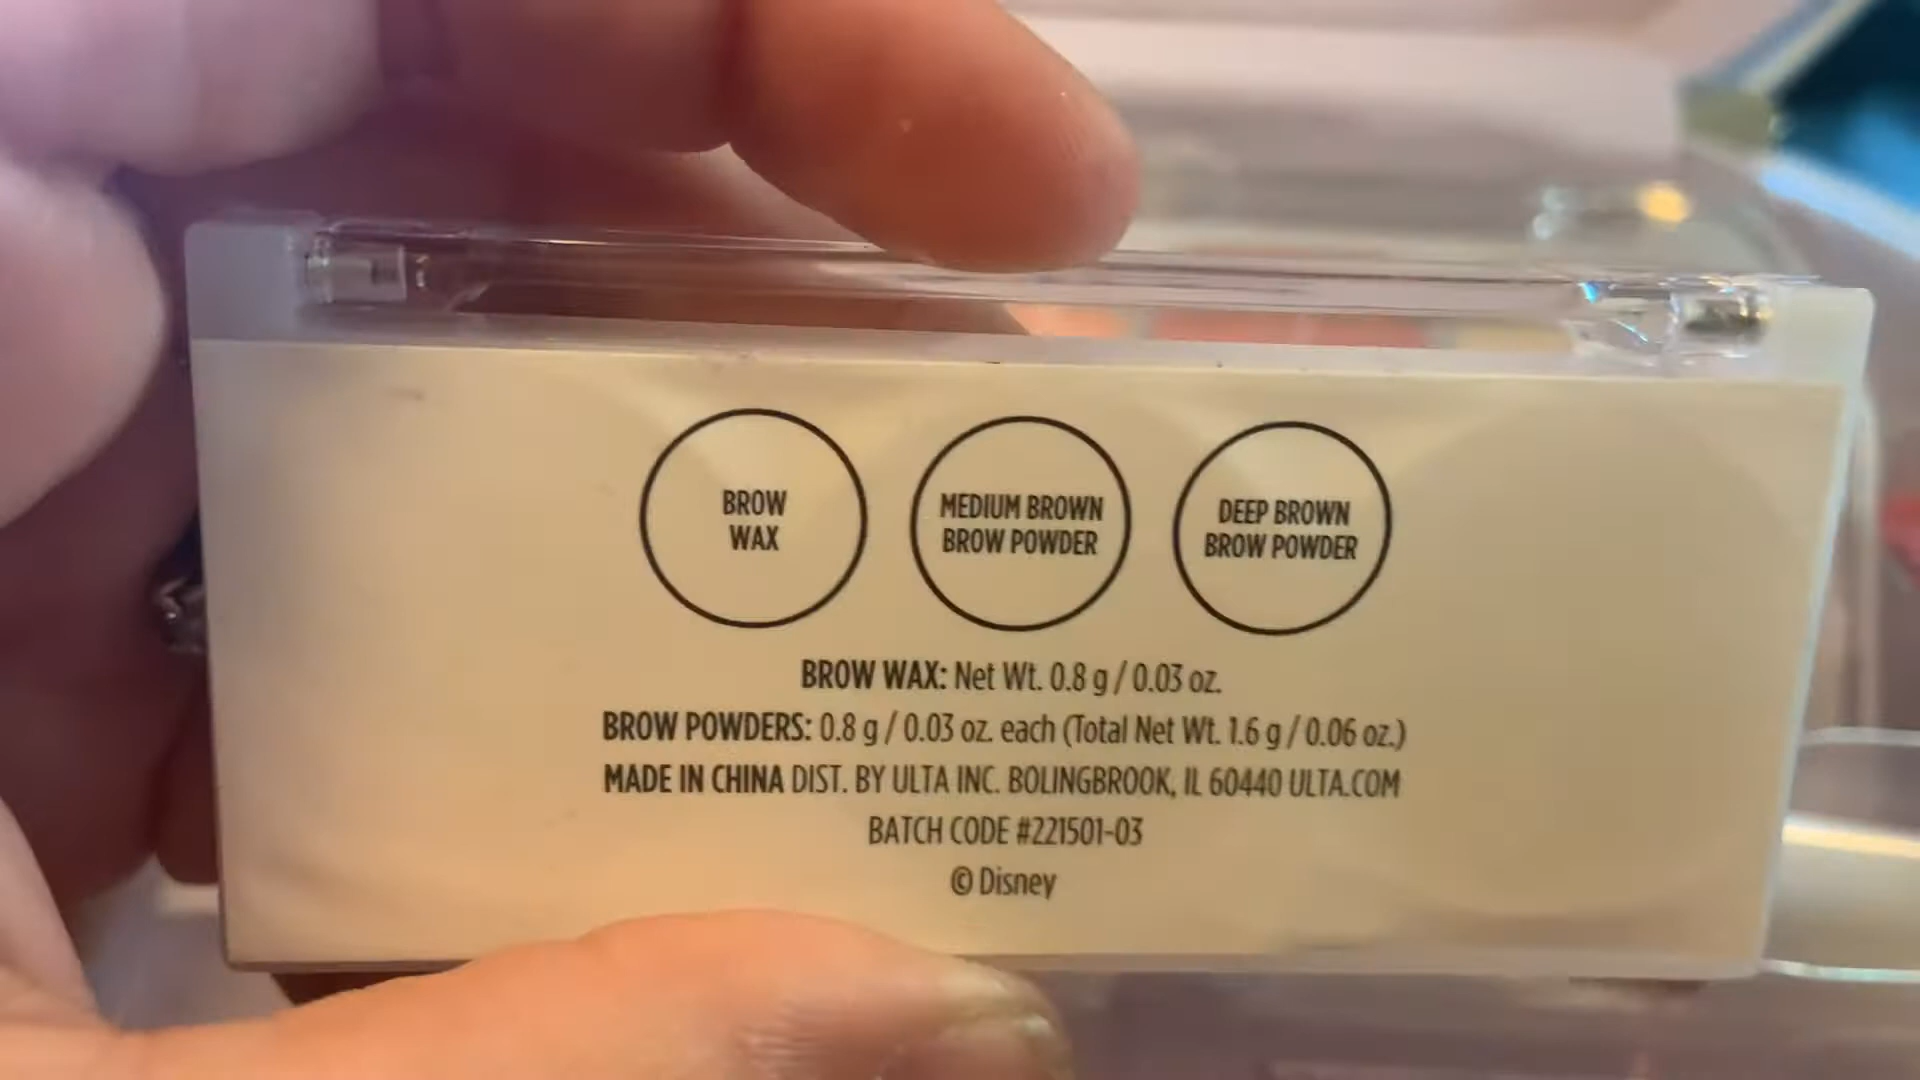 BROW
WAX
MEDIUM BROWN
BROW POWDER
DEEP BROWN
BROW POWDER
BROW WAX: Net Wt. 0.8 g / 0.03 oz.
BROW POWDERS: 0.8 g / 0.03 oz. each (Total Net Wt. 1.6 g / 0.06 oz.)
MADE IN CHINA DIST. BY ULTA INC. BOLINGBROOK, IL 60440 ULTA.COM
BATCH CODE #221501-03
© Disney